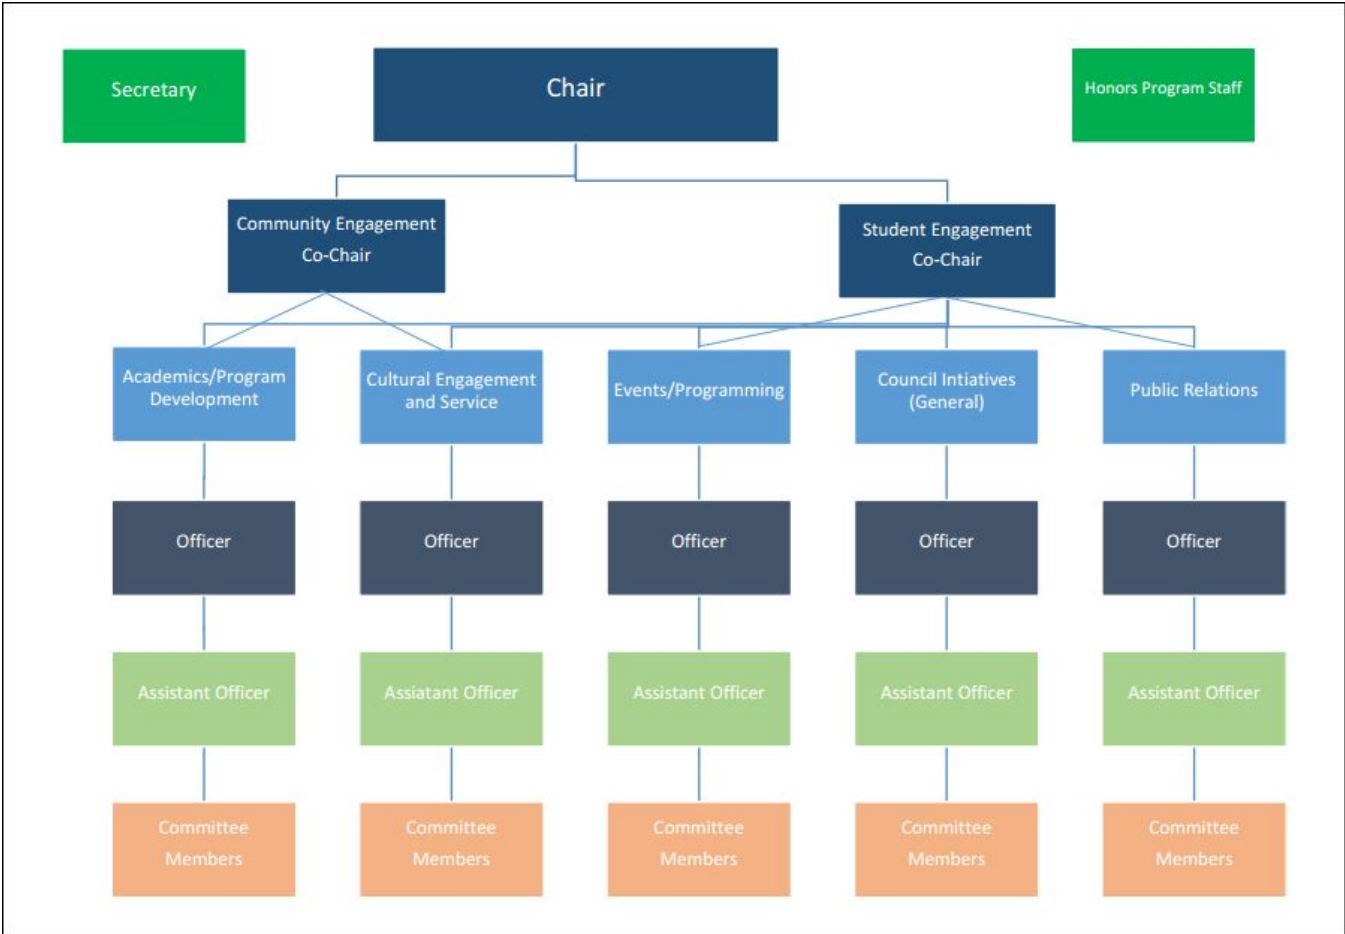 Secretary
Chair
Honors Program Staff
Community Engagement
Co-Chair
Student Engagement
Co-Chair
Academics/Program
Development
Cultural Engagement
and Service
Events/Programming
Council Intiatives
(General)
Public Relations
Officer
Officer
Officer
Officer
Officer
Assistant Officer
Assiatant Officer
Assistant Officer
Assistant Officer
Assistant Officer
Committee
Members
Committee
Members
Committee
Members
Committee
Members
Committee
Members